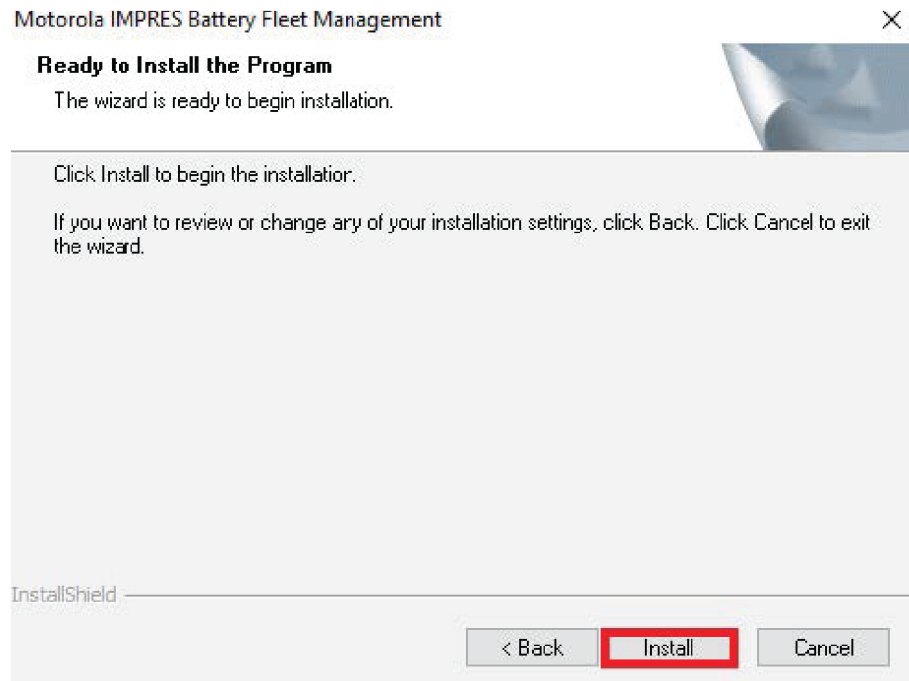 Motorola IMPRES Battery Fleet Management
Ready to Install the Program
The wizard is ready to begin installation.
Click Install to begin the installation.
If you want to review or change any of your installation settings, click Back. Click Cancel to exit
the wizard.
InstallShield
< Back Install Cancel